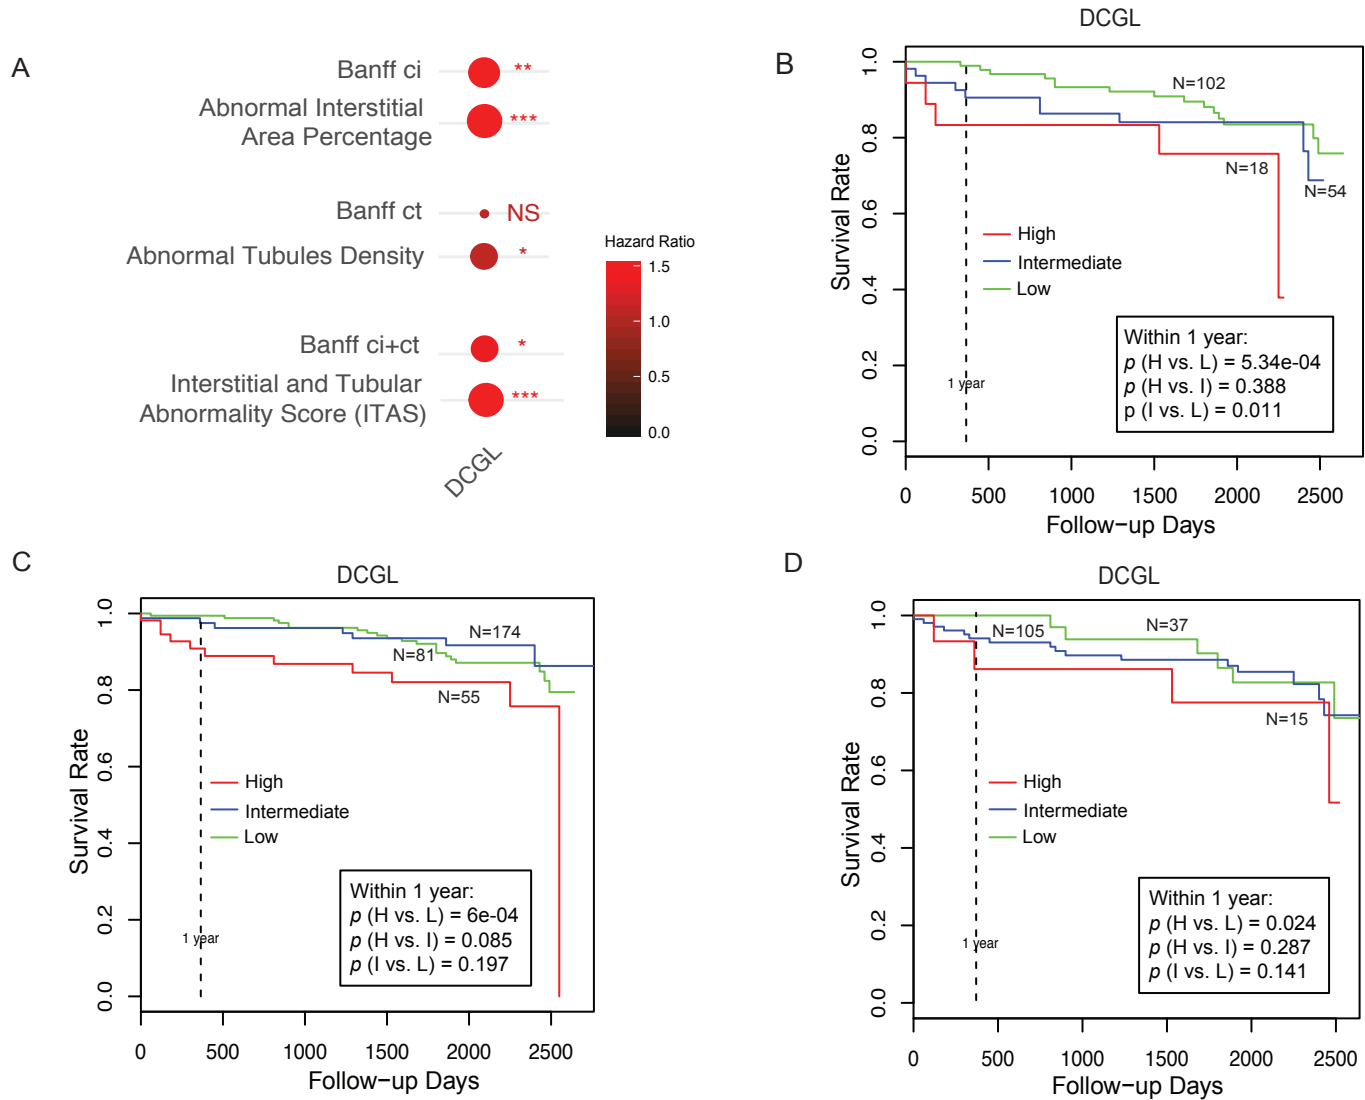 A
Banff ci
**
Abnormal Interstitial
Area Percentage
***
Banff ct
NS
Abnormal Tubules Density
*
Banff ci+ct
*
Interstitial and Tubular
Abnormality Score (ITAS)
***
DCGL
Hazard Ratio
1.5
1.0
0.5
0.0
B
DCGL
Survival Rate
1.0
0.8
0.6
0.4
0.2
0.0
N=102
N=18
N=54
High
Intermediate
Low
1 year
Within 1 year:
p (H vs. L) = 5.34e-04
p (H vs. I) = 0.388
p (I vs. L) = 0.011
0 500 1000 1500 2000 2500
Follow-up Days
C
DCGL
Survival Rate
1.0
0.8
0.6
0.4
0.2
0.0
N=174
N=81
N=55
High
Intermediate
Low
1 year
Within 1 year:
p (H vs. L) = 6e-04
p (H vs. I) = 0.085
p (I vs. L) = 0.197
0 500 1000 1500 2000 2500
Follow-up Days
D
DCGL
Survival Rate
1.0
0.8
0.6
0.4
0.2
0.0
N=105
N=37
N=15
High
Intermediate
Low
1 year
Within 1 year:
p (H vs. L) = 0.024
p (H vs. I) = 0.287
p (I vs. L) = 0.141
0 500 1000 1500 2000 2500
Follow-up Days